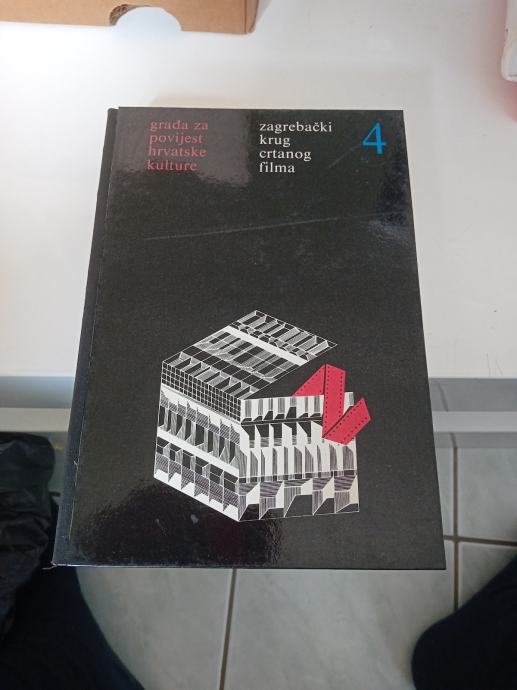 građa za
povijest
hrvatske
kulture
zagrebački
krug
crtanog
filma
4